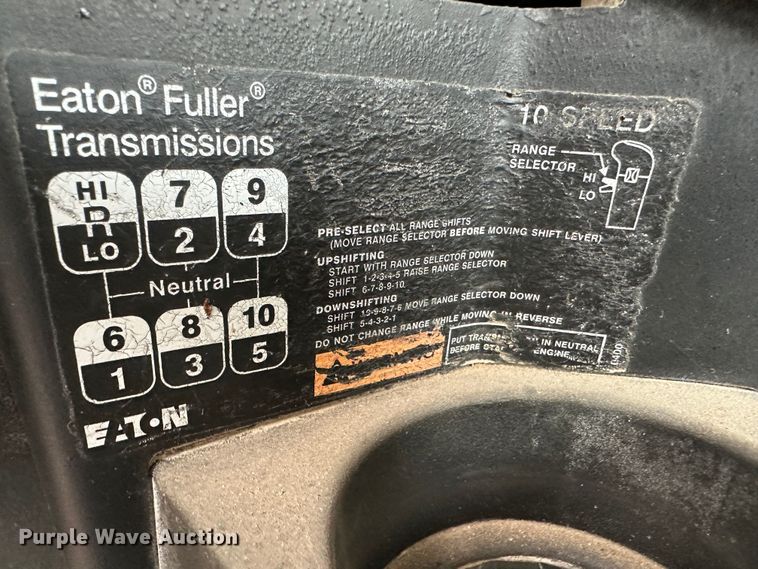 Eaton® Fuller®
Transmissions
10 SPEED
RANGE
SELECTOR
HI
LO
HI 7 9
R
LO 2 4
Neutral
6 8 10
1 3 5
EATON
PRE-SELECT ALL RANGE SHIFTS
(MOVE RANGE SELECTOR BEFORE MOVING SHIFT LEVER)
UPSHIFTING
START WITH RANGE SELECTOR DOWN
SHIFT 1-2-3-4-5 RAISE RANGE SELECTOR
SHIFT 6-7-8-9-10.
DOWNSHIFTING
SHIFT 10-9-8-7-6 MOVE RANGE SELECTOR DOWN
SHIFT 5-4-3-2-1
DO NOT CHANGE RANGE WHILE MOVING IN REVERSE
PUT IN NEUTRAL
BEFORE ENGINE
Purple Wave Auction